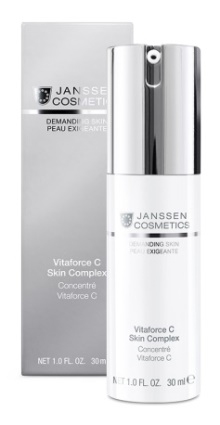 JANSSEN
COSMETICS
DEMANDING SKIN
PEAU EXIGEANTE
Vitaforce C
Skin Complex
Concentré
Vitaforce C
NET 1.0 FL. OZ. 30 ml
JANSSEN
COSMETICS
DEMANDING SKIN
PEAU EXIGEANTE
Vitaforce C
Skin Complex
Concentré
Vitaforce C
NET 1.0 FL. OZ. 30 ml ℮